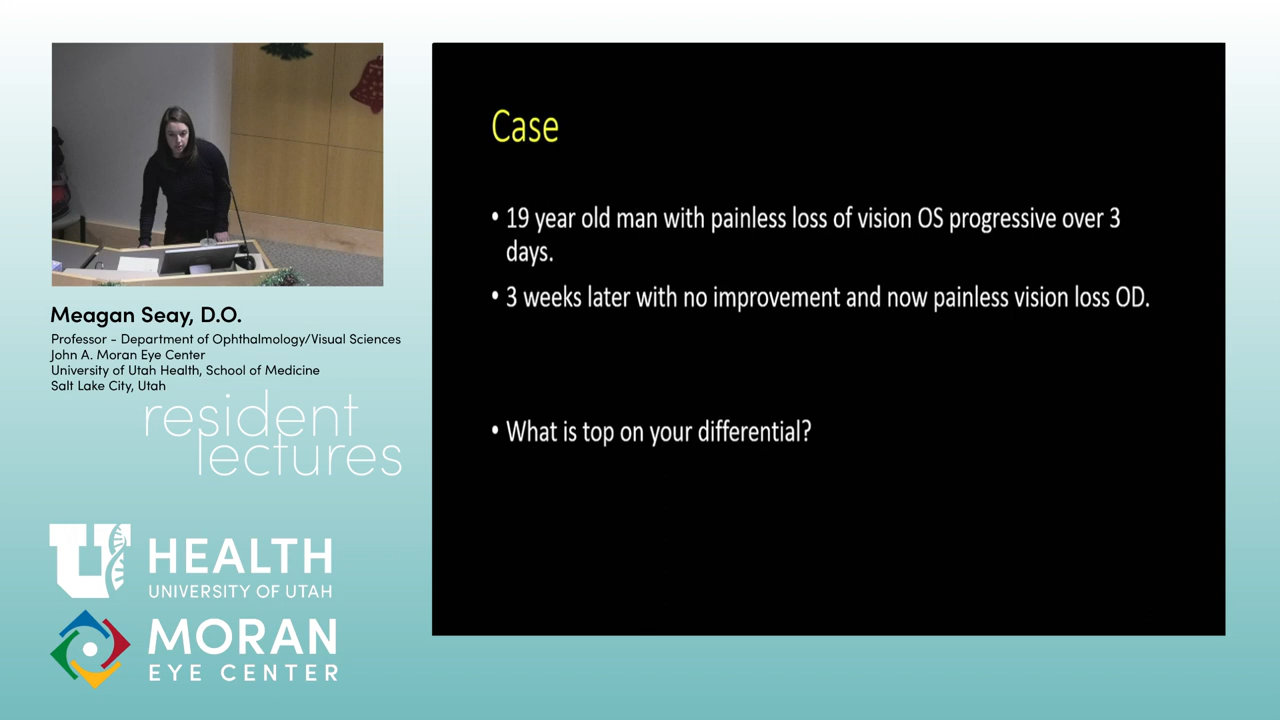 Meagan Seay, D.O.
Professor - Department of Ophthalmology/Visual Sciences
John A. Moran Eye Center
University of Utah Health, School of Medicine
Salt Lake City, Utah
resident
lectures
U HEALTH
UNIVERSITY OF UTAH
MORAN
EYE CENTER
Case
• 19 year old man with painless loss of vision OS progressive over 3
days.
• 3 weeks later with no improvement and now painless vision loss OD.
• What is top on your differential?